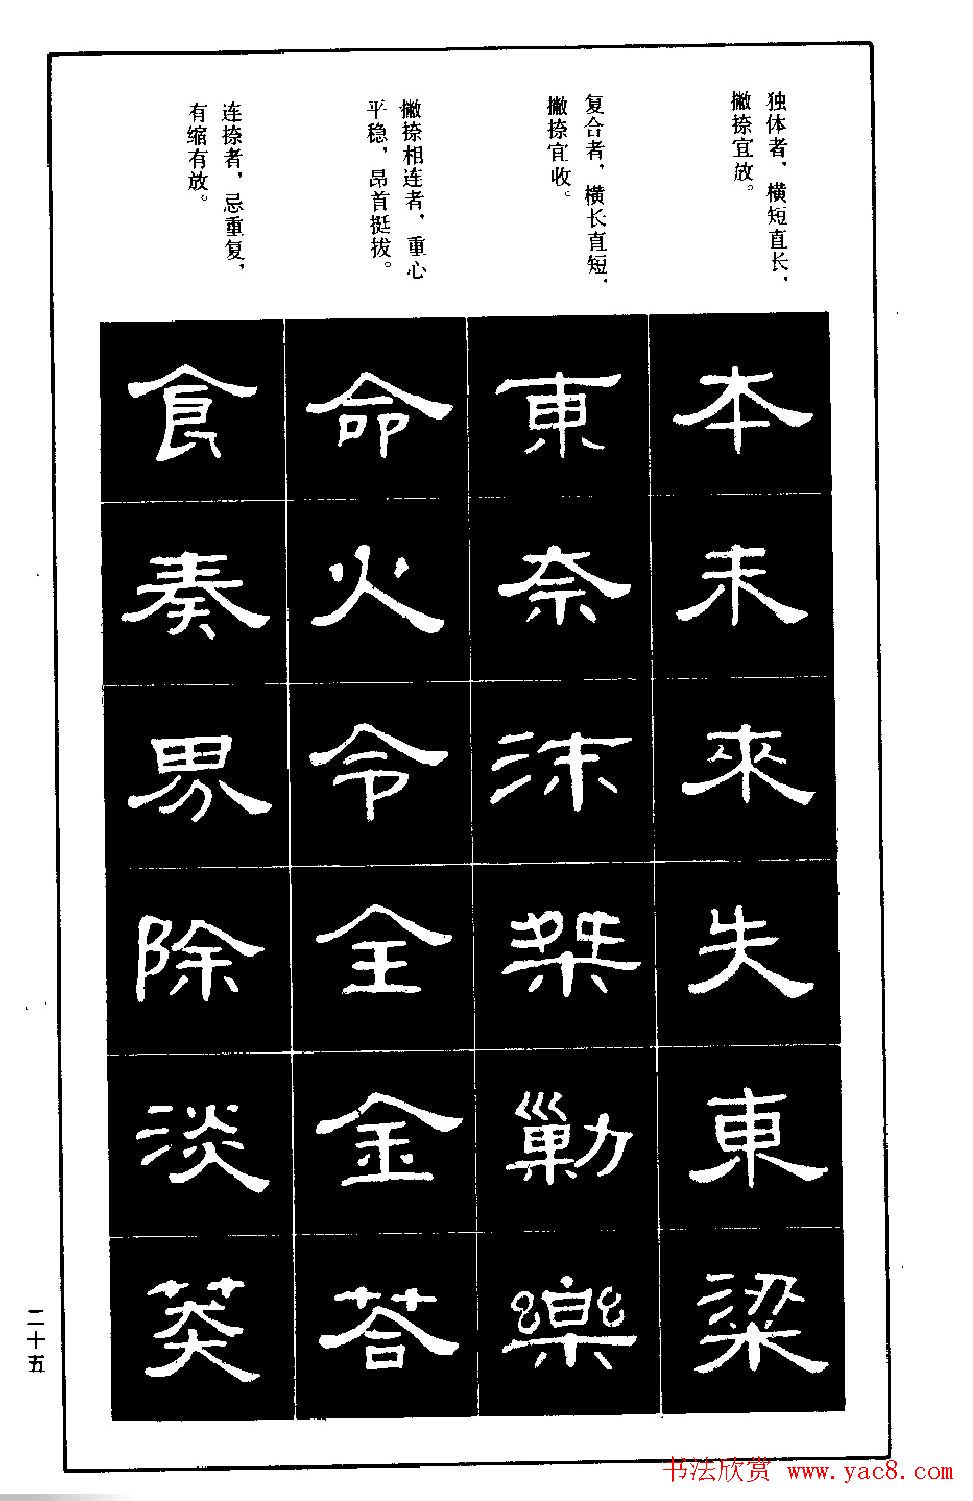 独体者，横短直长，
撇捺宜放。
复合者，横长直短，
撇捺宜收。
撇捺相连者，重心
平稳，昂首挺拔。
连捺者，忌重复，
有缩有放。
本
未
來
失
東
梁
東
奈
沫
桀
勦
樂
命
火
令
全
金
荅
食
奏
界
除
淡
葵
二十五
书法欣赏 www.yac8.com